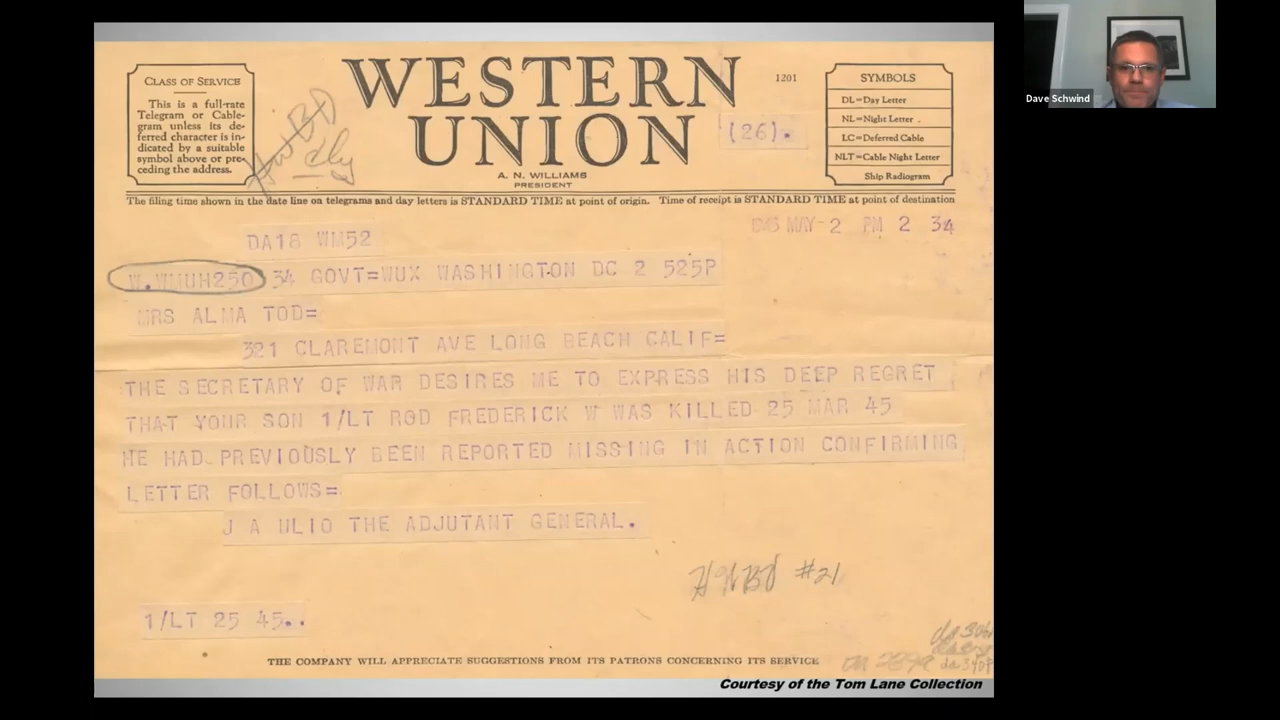 CLASS OF SERVICE
This is a full-rate
Telegram or Cable-
gram unless its de-
ferred character is in-
dicated by a suitable
symbol above or pre-
ceding the address.
WESTERN
UNION
1201
(26).
A. N. WILLIAMS
PRESIDENT
SYMBOLS
DL=Day Letter
NL=Night Letter
LC=Deferred Cable
NLT=Cable Night Letter
Ship Radiogram
Dave Schwind
The filing time shown in the date line on telegrams and day letters is STANDARD TIME at point of origin. Time of receipt is STANDARD TIME at point of destination
MAY-2 PM 2 34
DA18 WM52
W.WMUH250 34 GOVT=WUX WASHINGTON DC 2 525P
MRS ALMA TOD=
321 CLAREMONT AVE LONG BEACH CALIF=
THE SECRETARY OF WAR DESIRES ME TO EXPRESS HIS DEEP REGRET
THAT YOUR SON 1/LT ROD FREDERICK W WAS KILLED 25 MAR 45
HE HAD PREVIOUSLY BEEN REPORTED MISSING IN ACTION CONFIRMING
LETTER FOLLOWS=
J A ULIO THE ADJUTANT GENERAL.
#21
1/LT 25 45..
THE COMPANY WILL APPRECIATE SUGGESTIONS FROM ITS PATRONS CONCERNING ITS SERVICE
Courtesy of the Tom Lane Collection